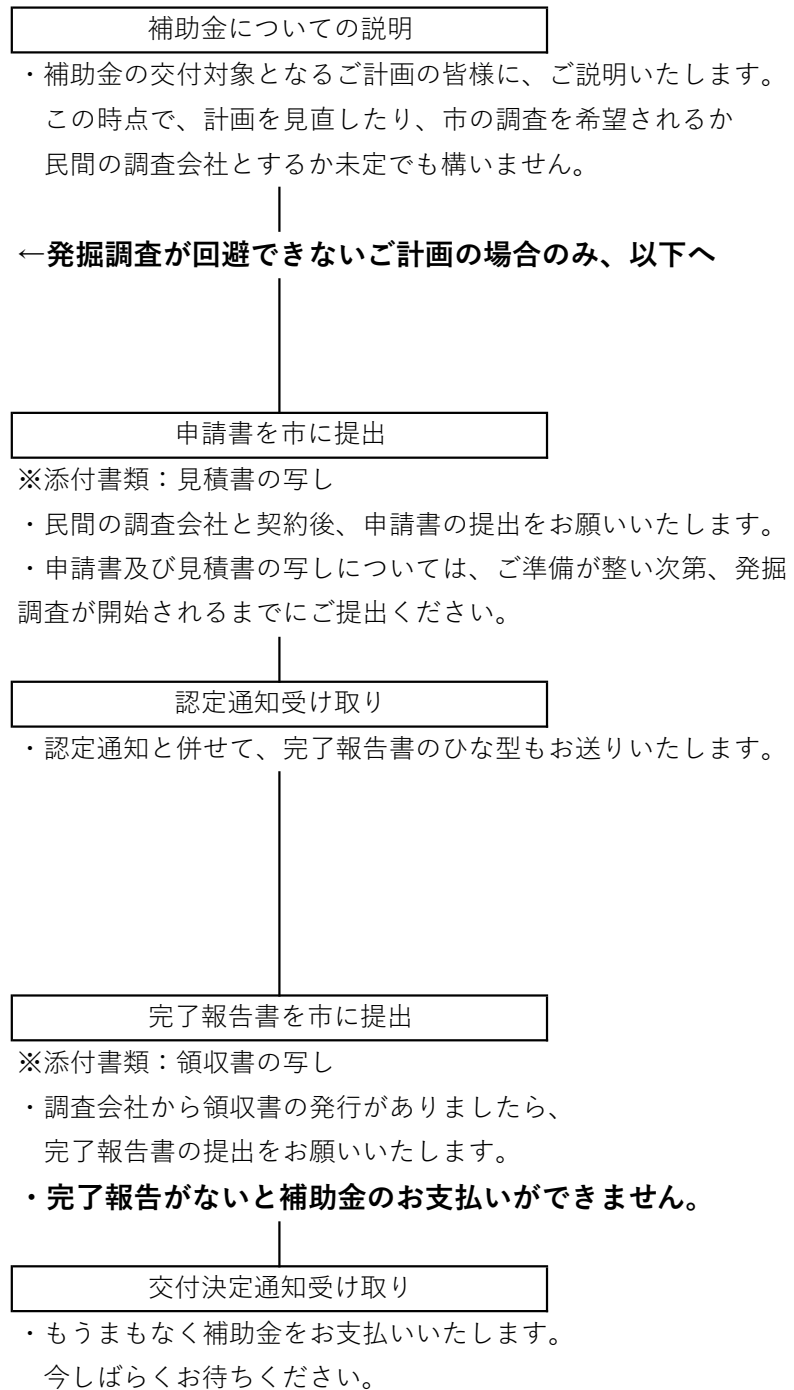 補助金についての説明
・補助金の交付対象となるご計画の皆様に、ご説明いたします。
この時点で、計画を見直したり、市の調査を希望されるか
民間の調査会社とするか未定でも構いません。
←発掘調査が回避できないご計画の場合のみ、以下へ
申請書を市に提出
※添付書類：見積書の写し
・民間の調査会社と契約後、申請書の提出をお願いいたします。
・申請書及び見積書の写しについては、ご準備が整い次第、発掘
調査が開始されるまでにご提出ください。
認定通知受け取り
・認定通知と併せて、完了報告書のひな型もお送りいたします。
完了報告書を市に提出
※添付書類：領収書の写し
・調査会社から領収書の発行がありましたら、
完了報告書の提出をお願いいたします。
・完了報告がないと補助金のお支払いができません。
交付決定通知受け取り
・もうまもなく補助金をお支払いいたします。
今しばらくお待ちください。